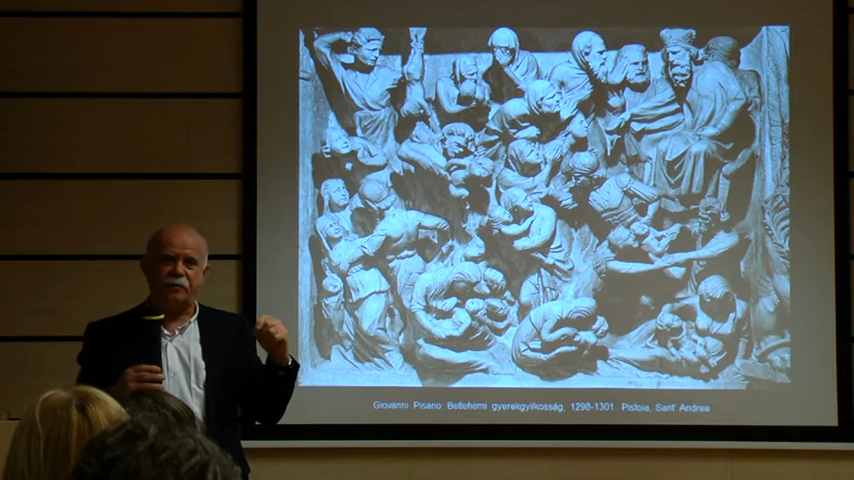 Giovanni Pisano: Betlehemi gyerekgyilkosság, 1298-1301. Pistoia, Sant' Andrea